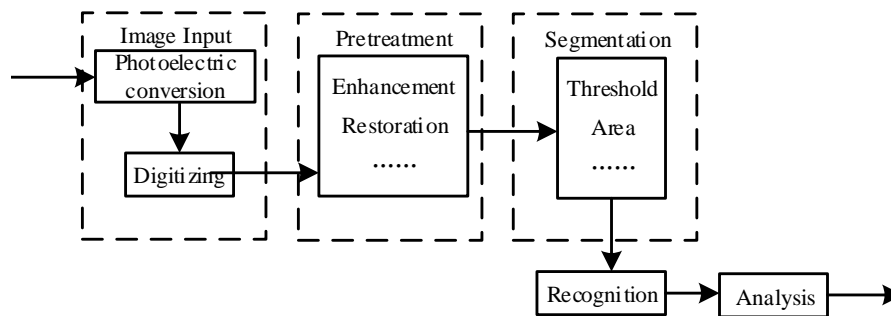 Image Input
Photoelectric
conversion
Digitizing
Pretreatment
Enhancement
Restoration
......
Segmentation
Threshold
Area
......
Recognition
Analysis